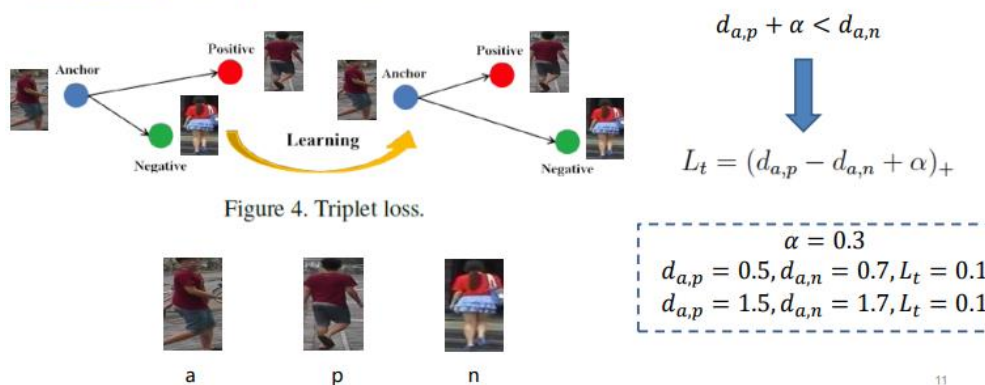 Anchor
Positive
Negative
Learning
Anchor
Positive
Negative
Figure 4. Triplet loss.
a
p
n
d_{a,p} + α < d_{a,n}
L_t = (d_{a,p} − d_{a,n} + α)_+
α = 0.3
d_{a,p} = 0.5, d_{a,n} = 0.7, L_t = 0.1
d_{a,p} = 1.5, d_{a,n} = 1.7, L_t = 0.1
11